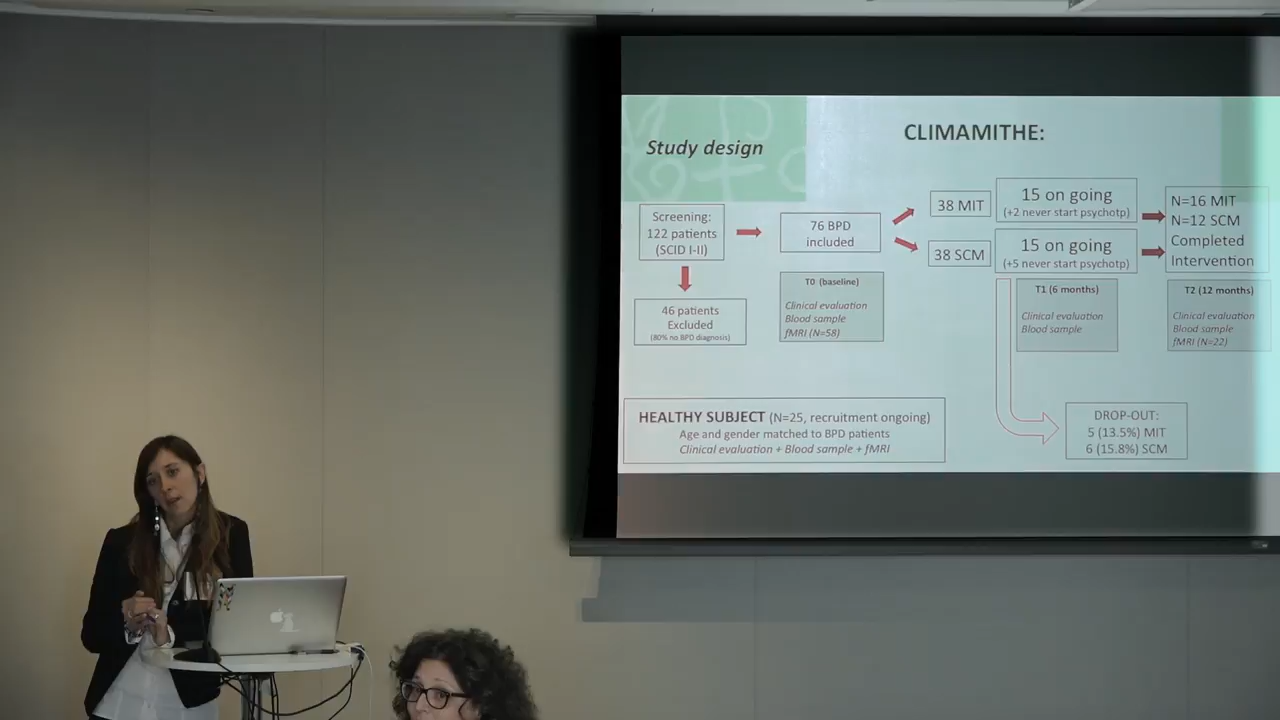 Study design
CLIMAMITHE:
Screening:
122 patients
(SCID I-II)
76 BPD
included
38 MIT
38 SCM
15 on going
(+2 never start psychotp)
15 on going
(+5 never start psychotp)
N=16 MIT
N=12 SCM
Completed
Intervention
46 patients
Excluded
(80% no BPD diagnosis)
T0 (baseline)
Clinical evaluation
Blood sample
fMRI (N=58)
T1 (6 months)
Clinical evaluation
Blood sample
T2 (12 months)
Clinical evaluation
Blood sample
fMRI (N=22)
HEALTHY SUBJECT (N=25, recruitment ongoing)
Age and gender matched to BPD patients
Clinical evaluation + Blood sample + fMRI
DROP-OUT:
5 (13.5%) MIT
6 (15.8%) SCM